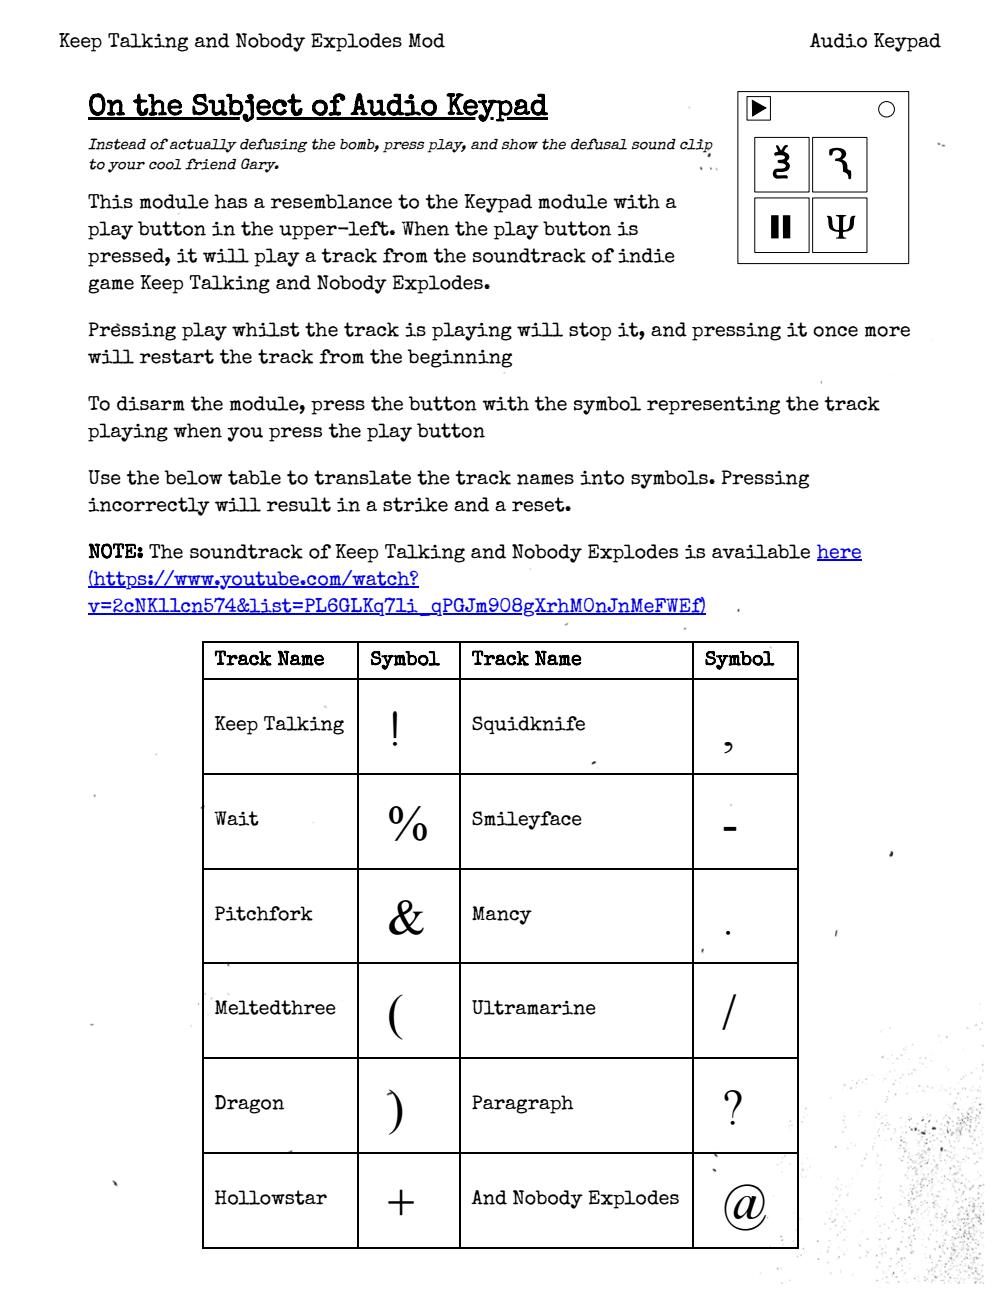 Keep Talking and Nobody Explodes Mod Audio Keypad
On the Subject of Audio Keypad
Instead of actually defusing the bomb, press play, and show the defusal sound clip
to your cool friend Gary.
This module has a resemblance to the Keypad module with a
play button in the upper-left. When the play button is
pressed, it will play a track from the soundtrack of indie
game Keep Talking and Nobody Explodes.
Pressing play whilst the track is playing will stop it, and pressing it once more
will restart the track from the beginning
To disarm the module, press the button with the symbol representing the track
playing when you press the play button
Use the below table to translate the track names into symbols. Pressing
incorrectly will result in a strike and a reset.
NOTE: The soundtrack of Keep Talking and Nobody Explodes is available here
(https://www.youtube.com/watch?
v=2cNKllcn574&list=PL6GLKq7li_qPGJm908gXrhM0nJnMeFWEf)
Track Name Symbol Track Name Symbol
Keep Talking ! Squidknife ,
Wait % Smileyface -
Pitchfork & Mancy .
Meltedthree ( Ultramarine /
Dragon ) Paragraph ?
Hollowstar + And Nobody Explodes @